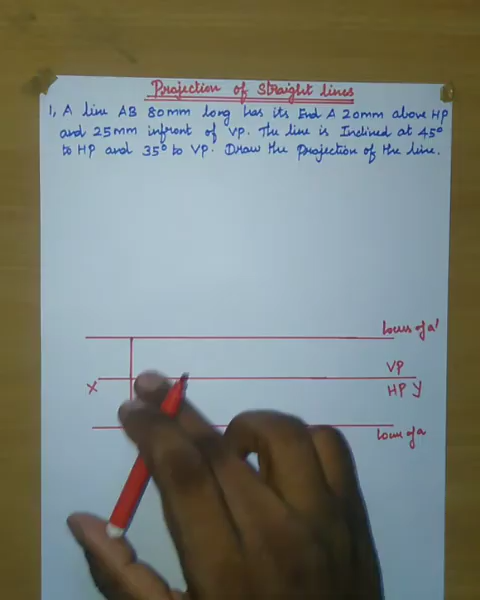 Projection of Straight lines
1, A line AB 80mm long has its End A 20mm above HP
and 25mm infront of VP. The line is Inclined at 45°
to HP and 35° to VP. Draw the Projection of the line.
locus of a'
VP
X HP Y
locus of a